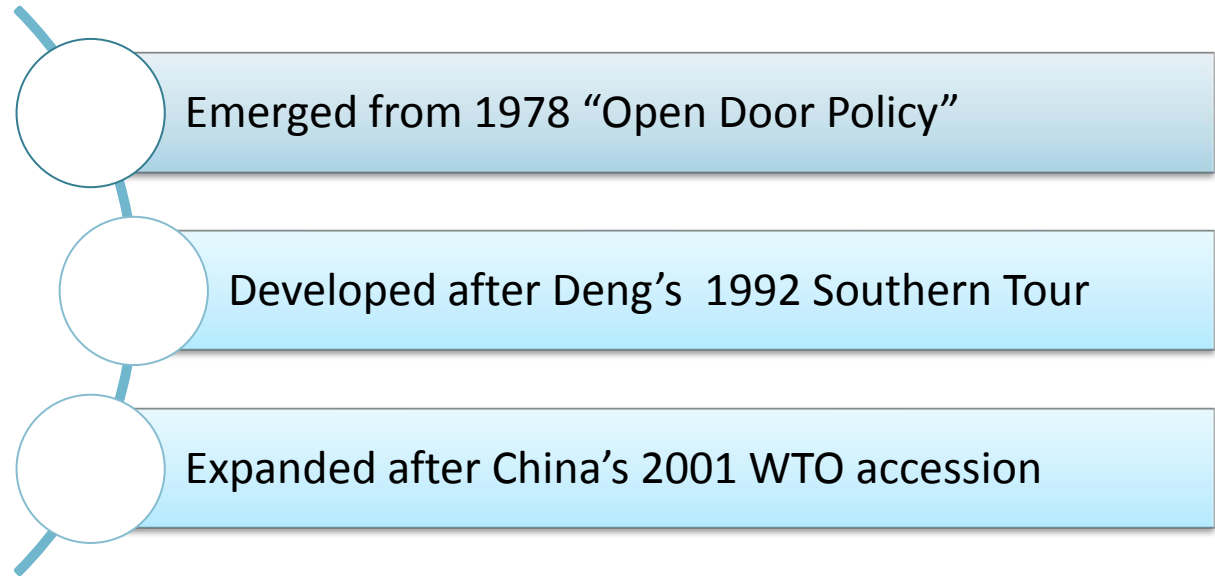 Emerged from 1978 “Open Door Policy”
Developed after Deng’s  1992 Southern Tour
Expanded after China’s 2001 WTO accession